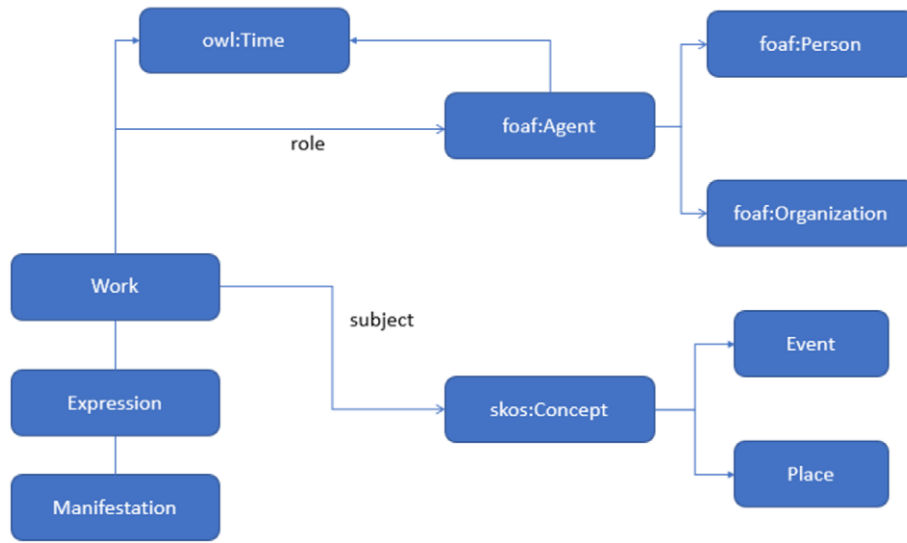 owl:Time
foaf:Person
foaf:Agent
role
foaf:Organization
Work
subject
Event
Expression
skos:Concept
Place
Manifestation